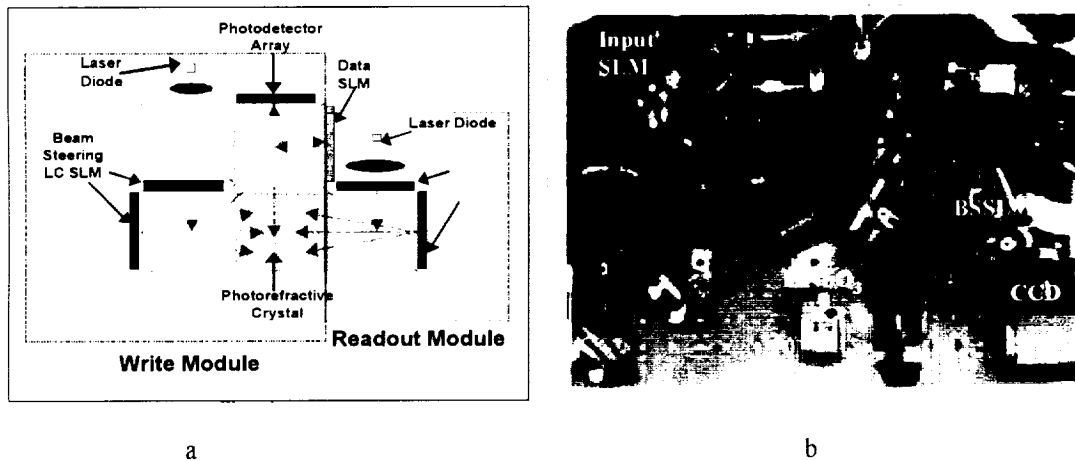 Photodetector
Array
Laser
Diode
Data
SLM
Laser Diode
Beam
Steering
LC SLM
Photorefractive
Crystal
Readout Module
Write Module
Input
SLM
CCD
a
b